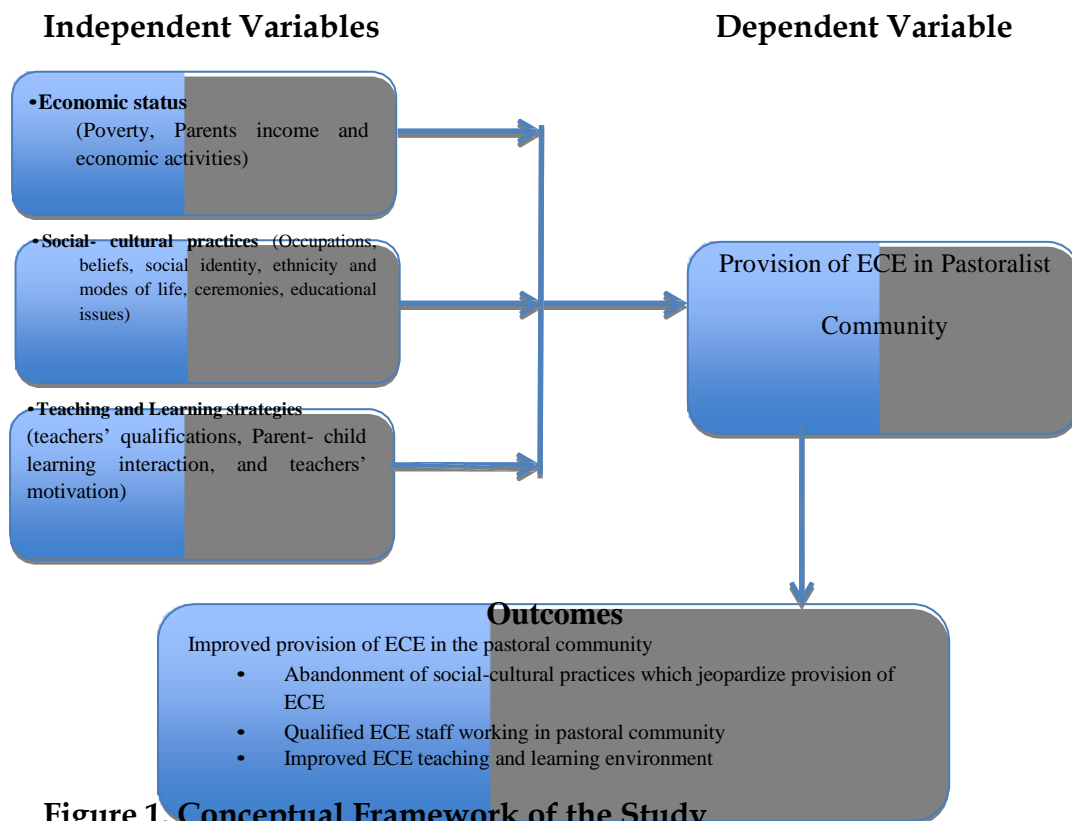 Independent Variables
Dependent Variable
•Economic status
(Poverty, Parents income and
economic activities)
•Social- cultural practices (Occupations,
beliefs, social identity, ethnicity and
modes of life, ceremonies, educational
issues)
•Teaching and Learning strategies
(teachers’ qualifications, Parent- child
learning interaction, and teachers’
motivation)
Provision of ECE in Pastoralist
Community
Outcomes
Improved provision of ECE in the pastoral community
• Abandonment of social-cultural practices which jeopardize provision of
ECE
• Qualified ECE staff working in pastoral community
• Improved ECE teaching and learning environment
Figure 1. Conceptual Framework of the Study